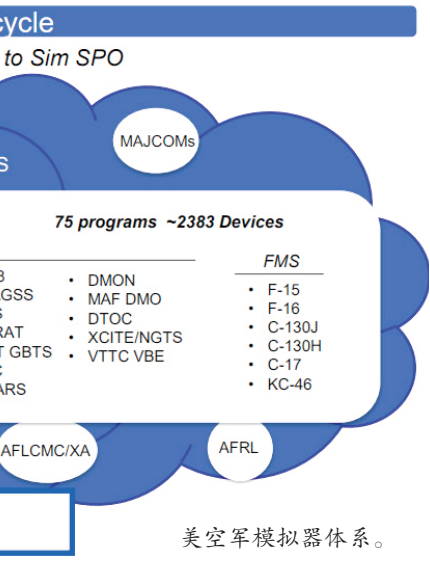 cycle
to Sim SPO
MAJCOMs
S
75 programs ~2383 Devices
FMS
GSS
RAT
T GBTS
ARS
• DMON
• MAF DMO
• DTOC
• XCITE/NGTS
• VTTC VBE
• F-15
• F-16
• C-130J
• C-130H
• C-17
• KC-46
AFLCMC/XA
AFRL
美空军模拟器体系。